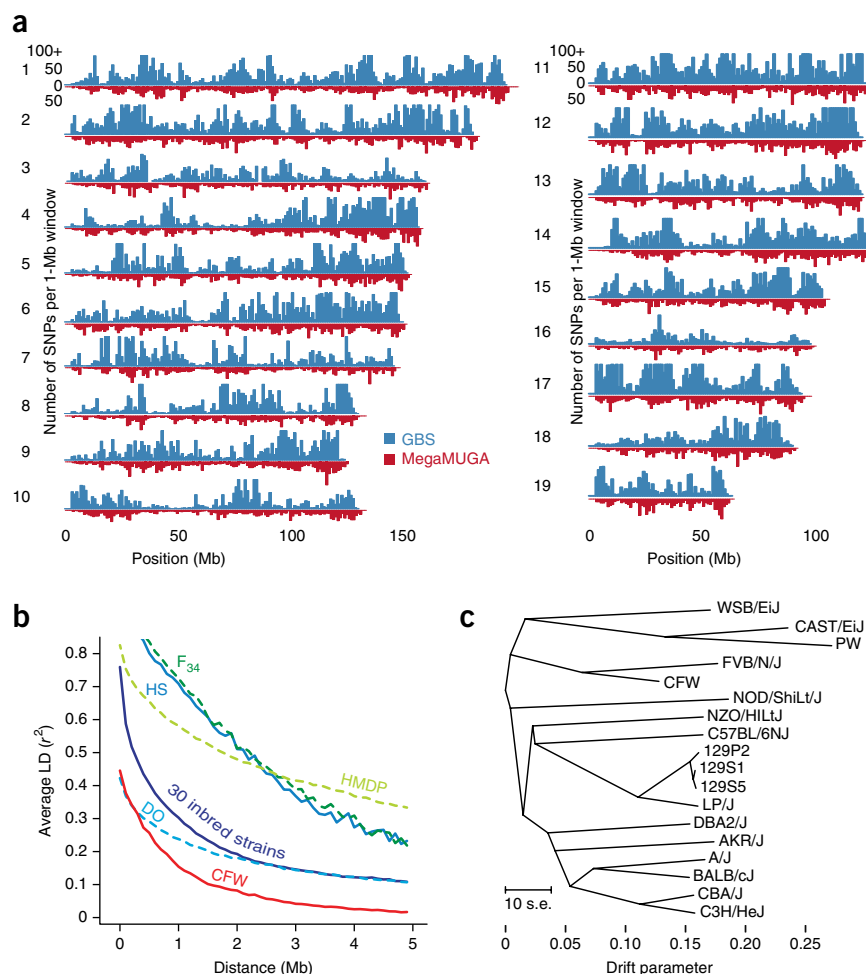 a
Number of SNPs per 1-Mb window
100+
50
0
50
1
2
3
4
5
6
7
8
9
10
0
50
100
150
Position (Mb)
GBS
MegaMUGA
Number of SNPs per 1-Mb window
100+
50
0
50
11
12
13
14
15
16
17
18
19
0
50
100
Position (Mb)
b
Average LD (r²)
0.8
0.7
0.6
0.5
0.4
0.3
0.2
0.1
0
F34
HS
HMDP
30 inbred strains
DO
CFW
0
1
2
3
4
5
Distance (Mb)
c
WSB/EiJ
CAST/EiJ
PW
FVB/N/J
CFW
NOD/ShiLt/J
NZO/HILtJ
C57BL/6NJ
129P2
129S1
129S5
LP/J
DBA2/J
AKR/J
A/J
BALB/cJ
CBA/J
C3H/HeJ
10 s.e.
0
0.05
0.10
0.15
0.20
0.25
Drift parameter